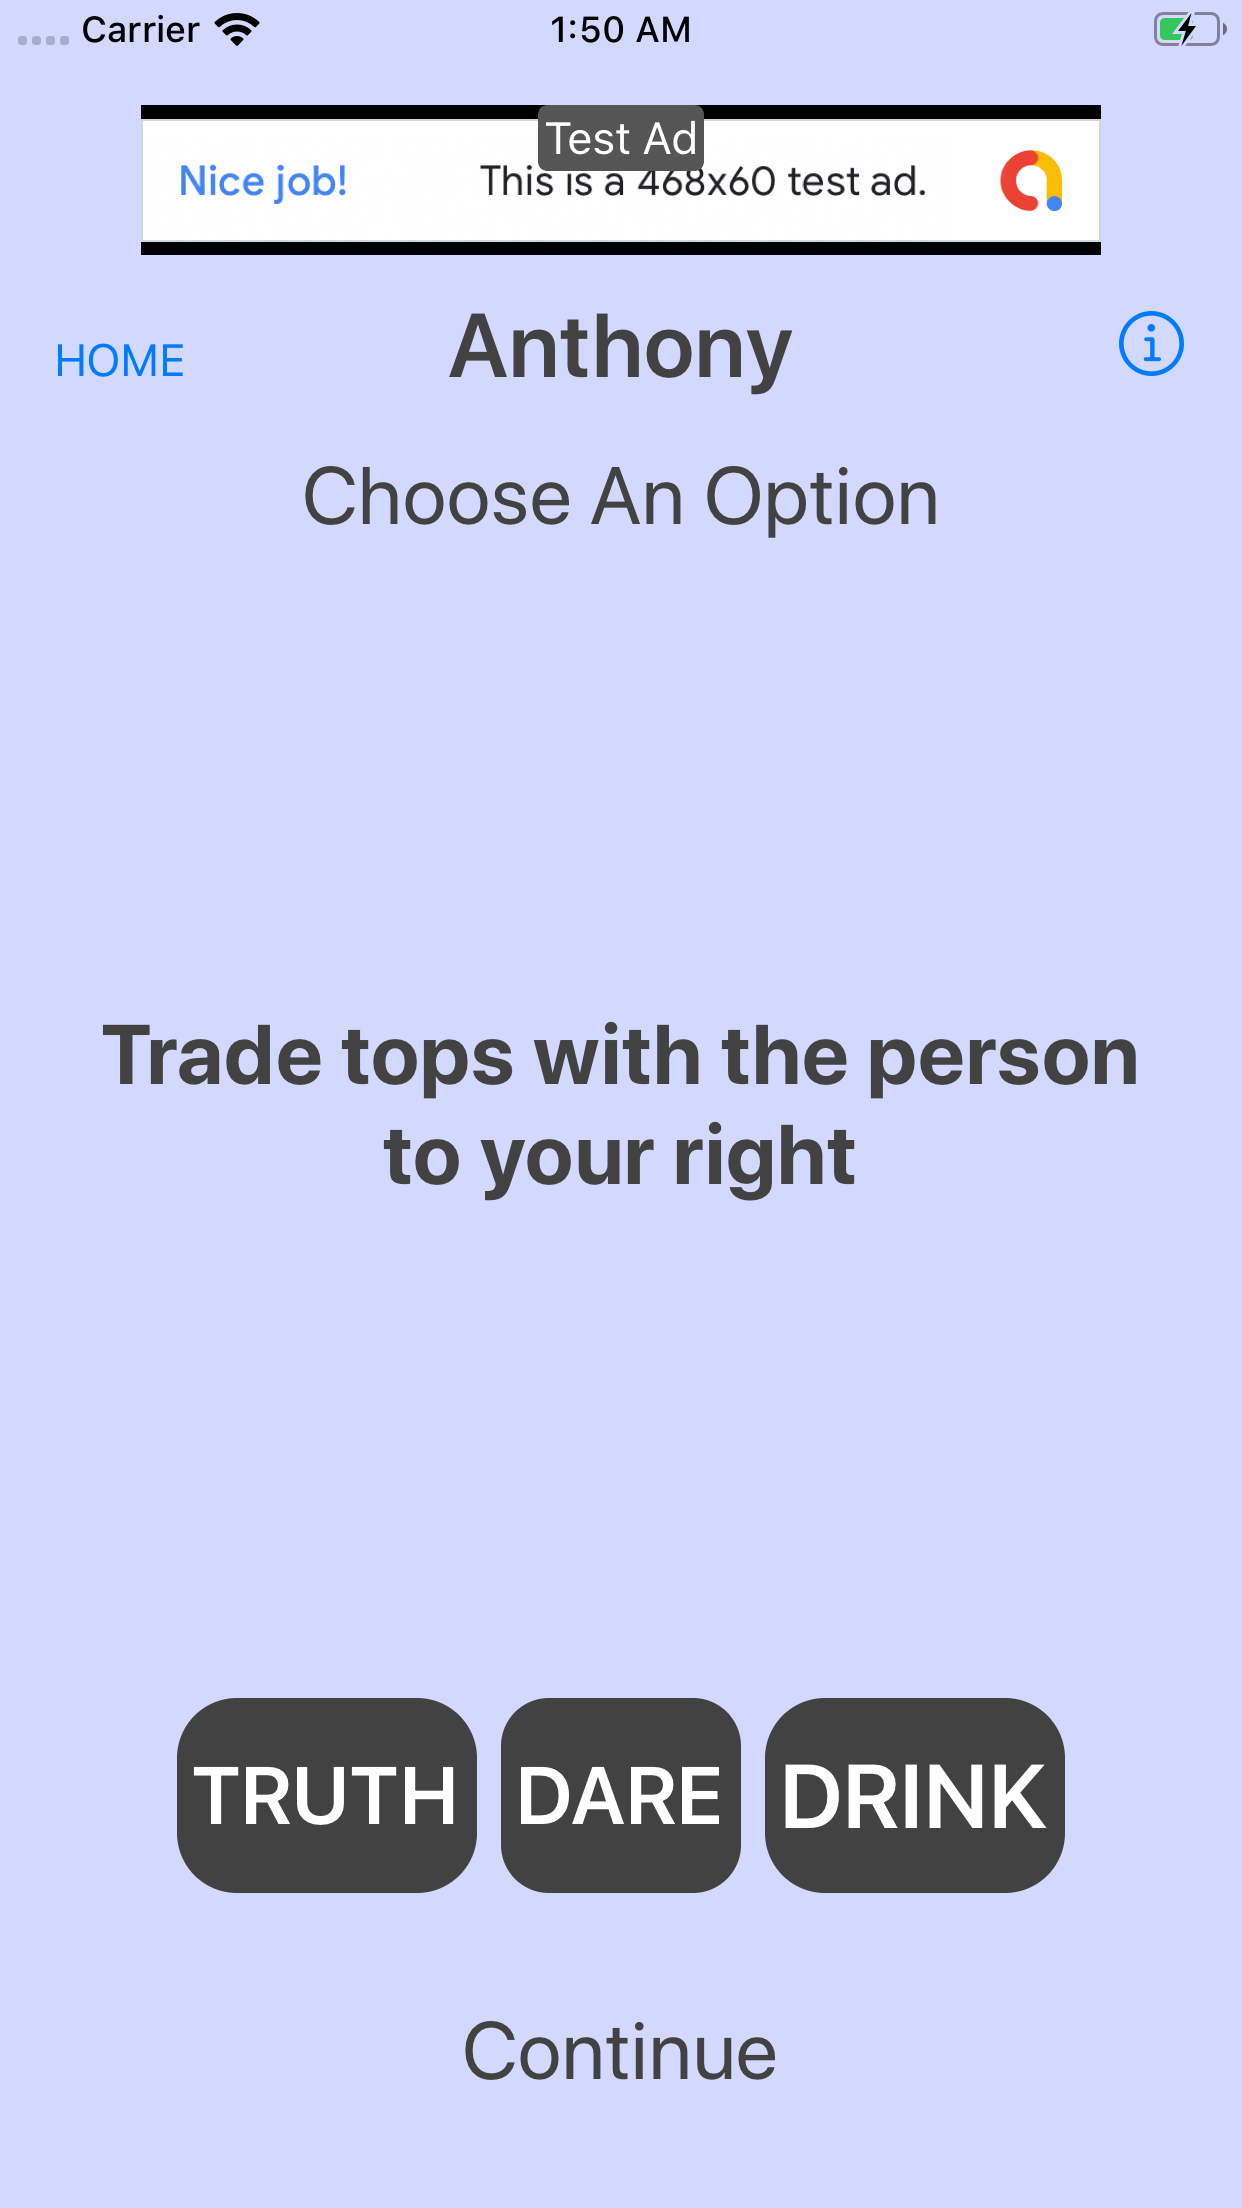 Carrier 1:50 AM
Test Ad
Nice job! This is a 468x60 test ad.
HOME Anthony
Choose An Option
Trade tops with the person
to your right
TRUTH DARE DRINK
Continue